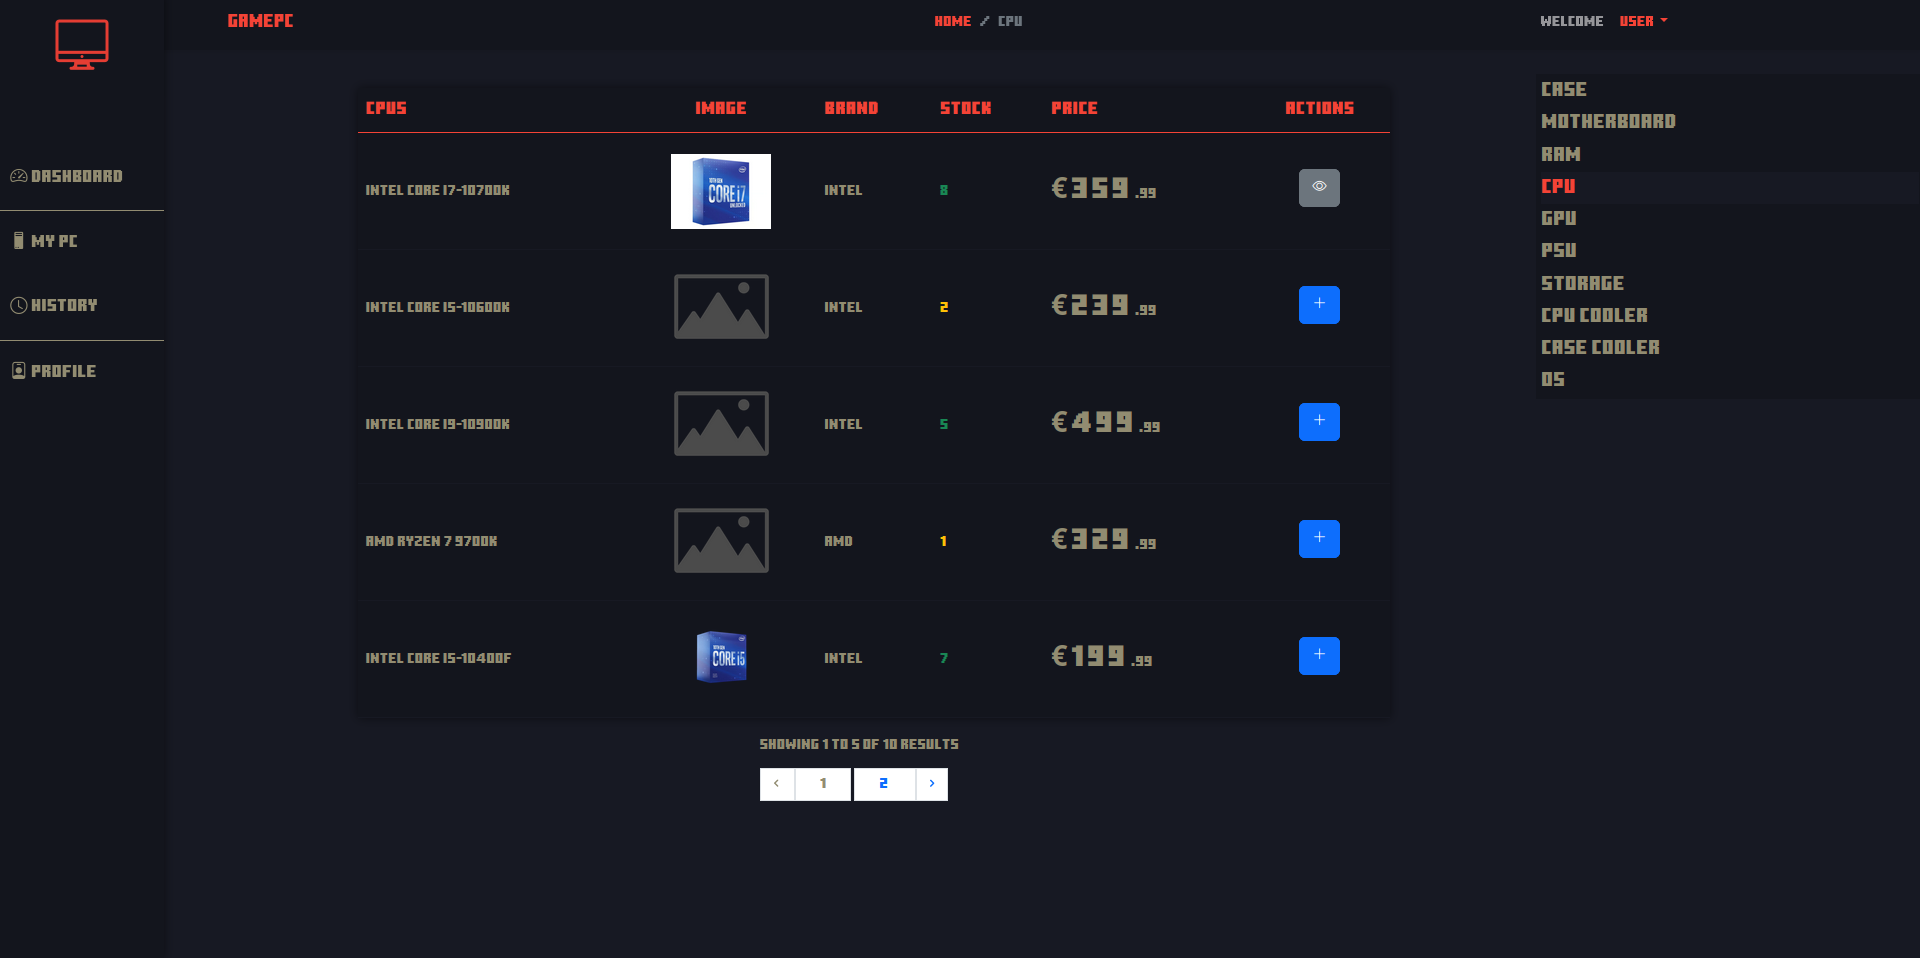 GAMEPC
HOME / CPU
WELCOME USER
DASHBOARD
MY PC
HISTORY
PROFILE
CPUS IMAGE BRAND STOCK PRICE ACTIONS
INTEL CORE I7-10700K 10TH GEN CORE i7 UNLOCKED INTEL 8 €359.99
INTEL CORE I5-10600K INTEL 2 €239.99 +
INTEL CORE I9-10900K INTEL 5 €499.99 +
AMD RYZEN 7 9700K AMD 1 €329.99 +
INTEL CORE I5-10400F CORE i5 INTEL 7 €199.99 +
SHOWING 1 TO 5 OF 10 RESULTS
‹ 1 2 ›
CASE
MOTHERBOARD
RAM
CPU
GPU
PSU
STORAGE
CPU COOLER
CASE COOLER
OS